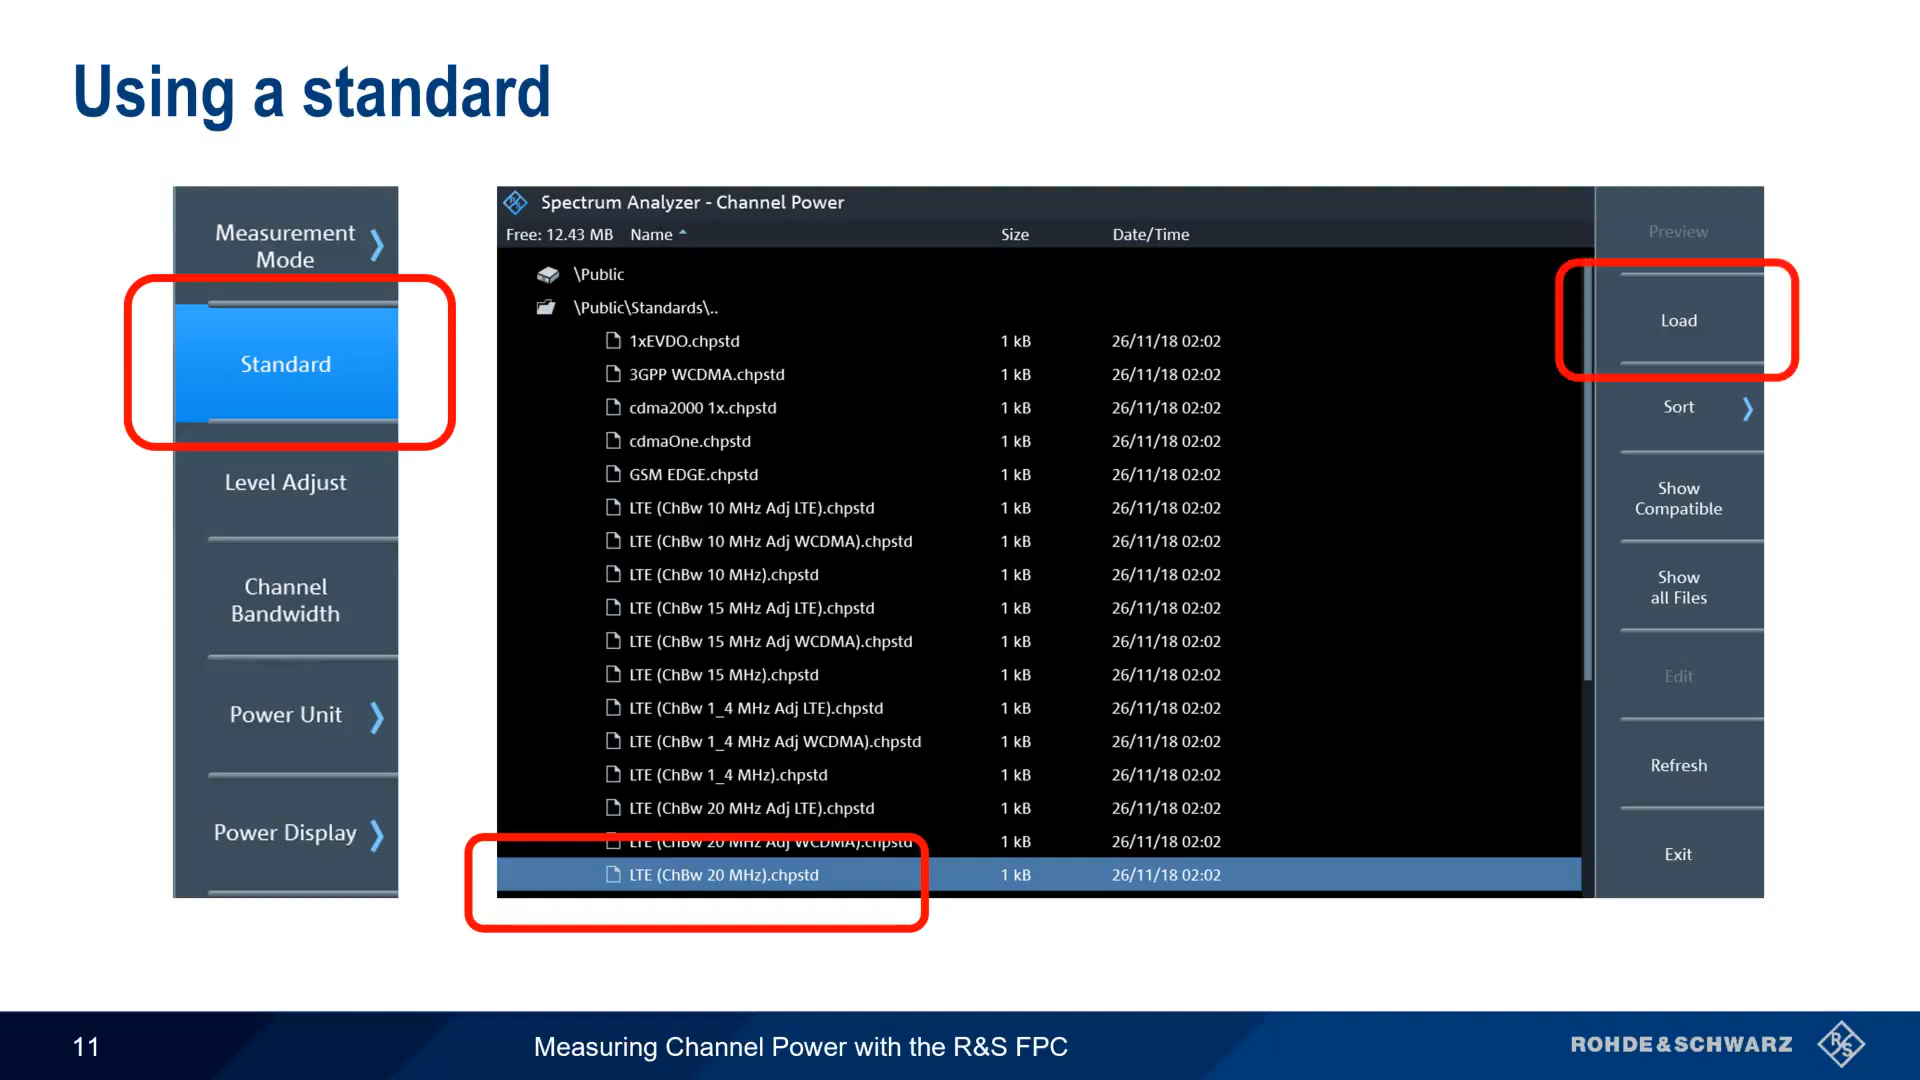 Using a standard
Measurement
Mode
Standard
Level Adjust
Channel
Bandwidth
Power Unit
Power Display
Spectrum Analyzer - Channel Power
Free: 12.43 MB Name Size Date/Time
\Public
\Public\Standards\..
1xEVDO.chpstd 1 kB 26/11/18 02:02
3GPP WCDMA.chpstd 1 kB 26/11/18 02:02
cdma2000 1x.chpstd 1 kB 26/11/18 02:02
cdmaOne.chpstd 1 kB 26/11/18 02:02
GSM EDGE.chpstd 1 kB 26/11/18 02:02
LTE (ChBw 10 MHz Adj LTE).chpstd 1 kB 26/11/18 02:02
LTE (ChBw 10 MHz Adj WCDMA).chpstd 1 kB 26/11/18 02:02
LTE (ChBw 10 MHz).chpstd 1 kB 26/11/18 02:02
LTE (ChBw 15 MHz Adj LTE).chpstd 1 kB 26/11/18 02:02
LTE (ChBw 15 MHz Adj WCDMA).chpstd 1 kB 26/11/18 02:02
LTE (ChBw 15 MHz).chpstd 1 kB 26/11/18 02:02
LTE (ChBw 1_4 MHz Adj LTE).chpstd 1 kB 26/11/18 02:02
LTE (ChBw 1_4 MHz Adj WCDMA).chpstd 1 kB 26/11/18 02:02
LTE (ChBw 1_4 MHz).chpstd 1 kB 26/11/18 02:02
LTE (ChBw 20 MHz Adj LTE).chpstd 1 kB 26/11/18 02:02
LTE (ChBw 20 MHz Adj WCDMA).chpstd 1 kB 26/11/18 02:02
LTE (ChBw 20 MHz).chpstd 1 kB 26/11/18 02:02
Preview
Load
Sort
Show
Compatible
Show
all Files
Edit
Refresh
Exit
11
Measuring Channel Power with the R&S FPC
ROHDE&SCHWARZ
R S